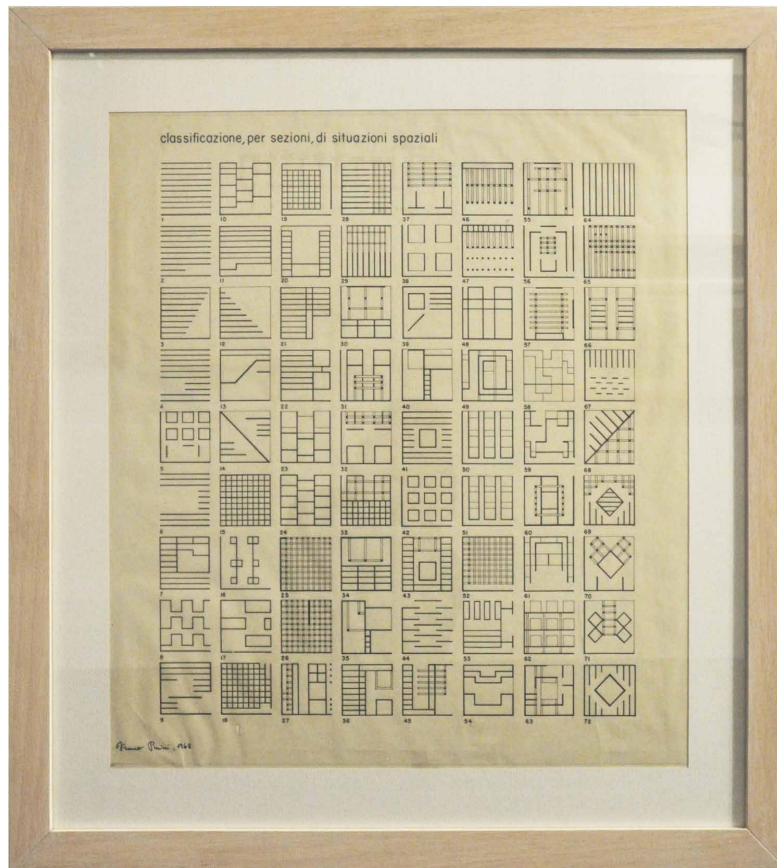 classificazione, per sezioni, di situazioni spaziali
1 10 19 28 37 46 55 64
2 11 20 29 38 47 56 65
3 12 21 30 39 48 57 66
4 13 22 31 40 49 58 67
5 14 23 32 41 50 59 68
6 15 24 33 42 51 60 69
7 16 25 34 43 52 61 70
8 17 26 35 44 53 62 71
9 18 27 36 45 54 63 72
Franco Purini, 1968